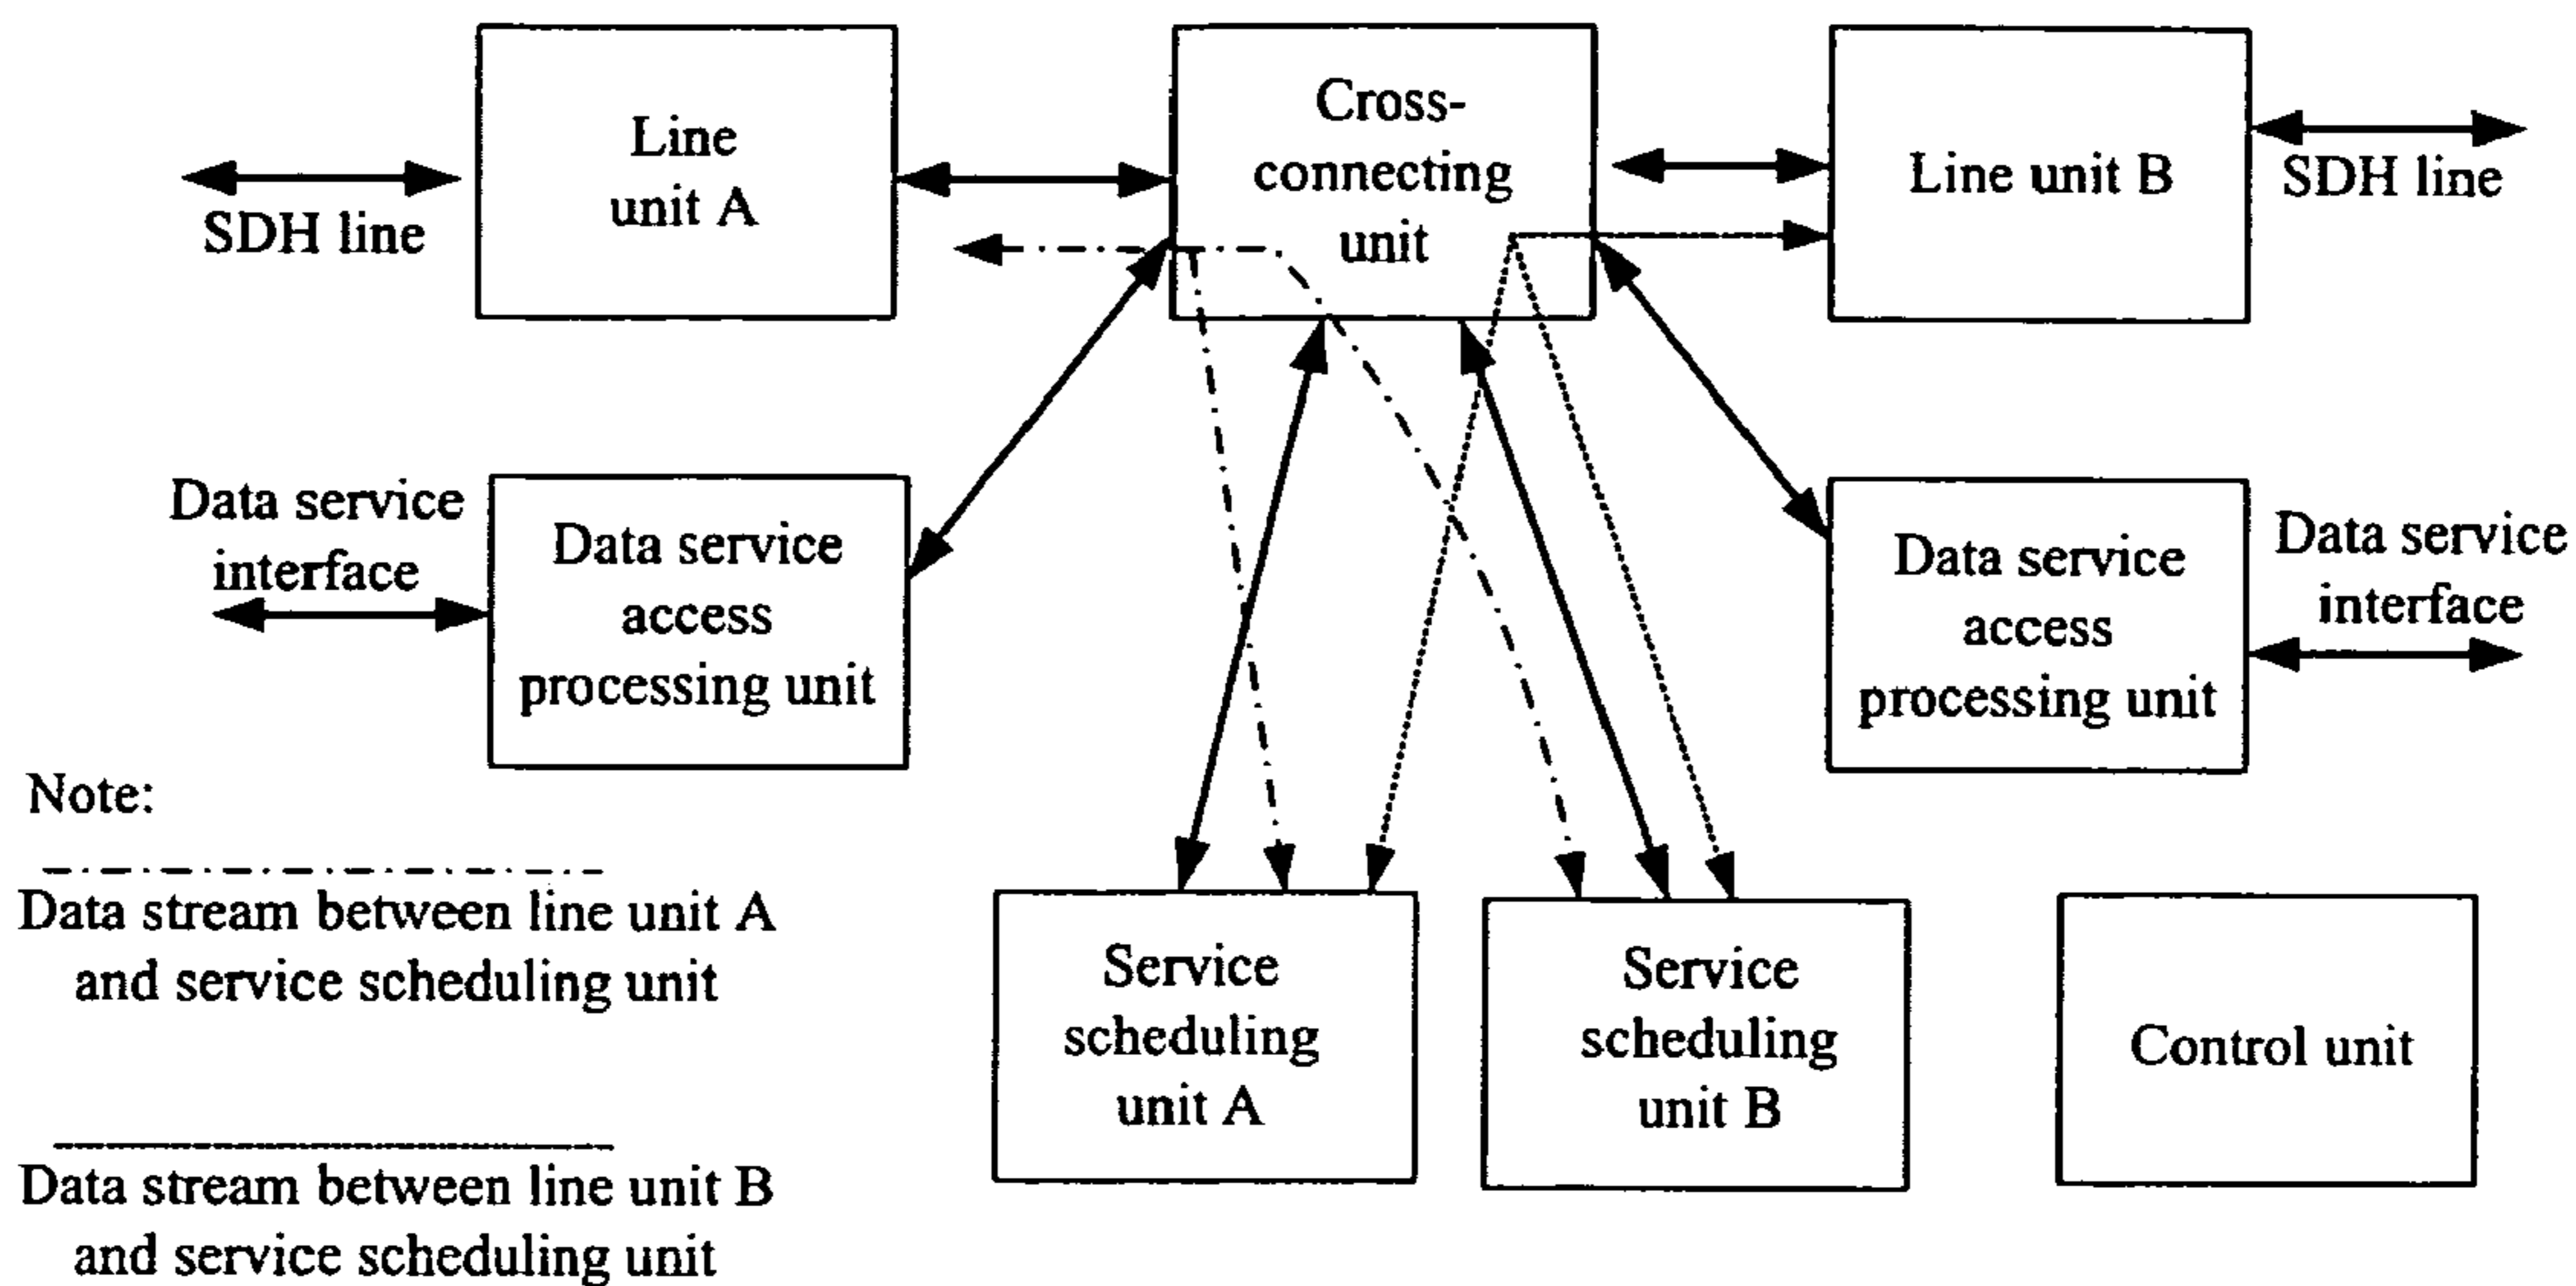 Line
unit A
Cross-
connecting
unit
Line unit B
SDH line
SDH line
Data service
interface
Data service
access
processing unit
Data service
access
processing unit
Data service
interface
Note:
Data stream between line unit A
and service scheduling unit
Data stream between line unit B
and service scheduling unit
Service
scheduling
unit A
Service
scheduling
unit B
Control unit